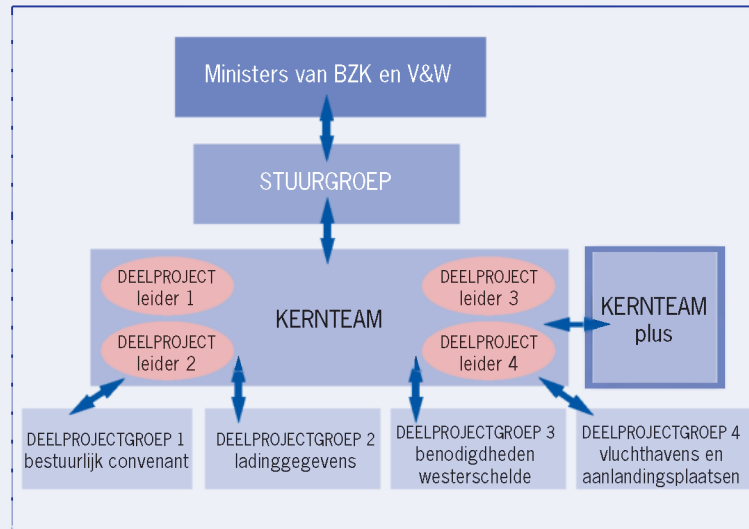 Ministers van BZK en V&W
STUURGROEP
DEELPROJECT
leider 1
DEELPROJECT
leider 2
KERNTEAM
DEELPROJECT
leider 3
DEELPROJECT
leider 4
KERNTEAM
plus
DEELPROJECTGROEP 1
bestuurlijk convenant
DEELPROJECTGROEP 2
ladinggegevens
DEELPROJECTGROEP 3
benodigdheden
westerschelde
DEELPROJECTGROEP 4
vluchthavens en
aanlandingsplaatsen